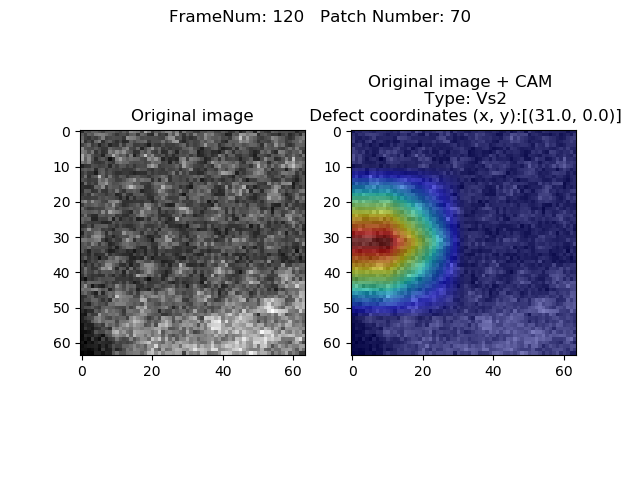 FrameNum: 120   Patch Number: 70
Original image
0
10
20
30
40
50
60
0 20 40 60
Original image + CAM
Type: Vs2
Defect coordinates (x, y):[(31.0, 0.0)]
0
10
20
30
40
50
60
0 20 40 60